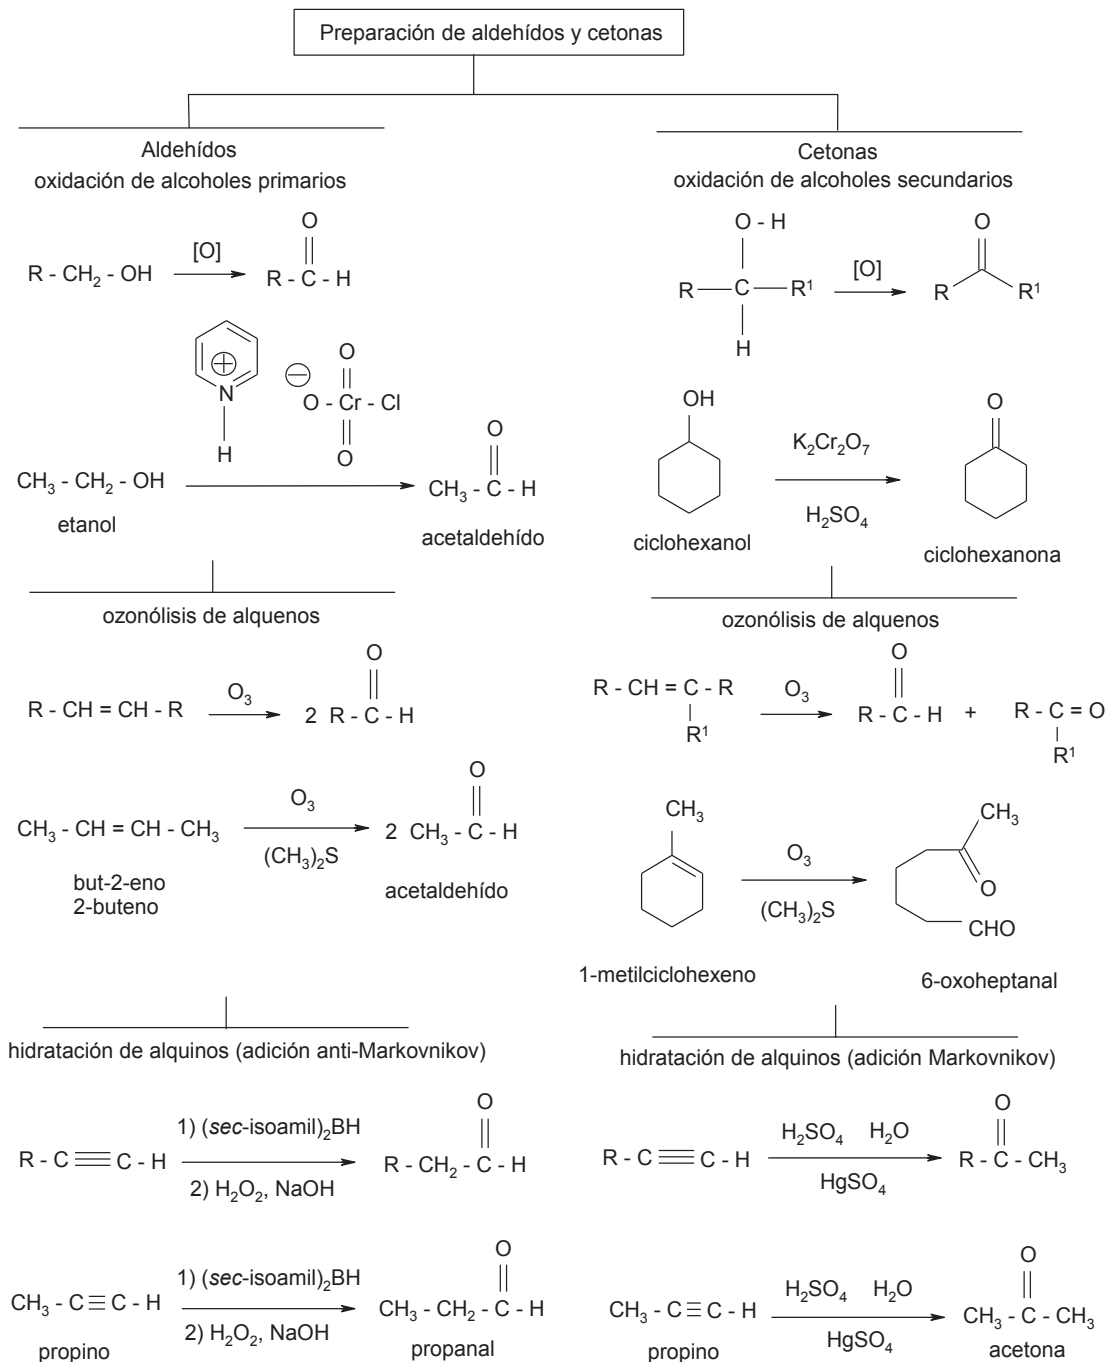 Preparación de aldehídos y cetonas
Aldehídos
oxidación de alcoholes primarios
R - CH₂ - OH [O] R - C - H
O
N
H
O - Cr - Cl
O
O
CH₃ - CH₂ - OH
etanol
O
CH₃ - C - H
acetaldehído
ozonólisis de alquenos
R - CH = CH - R O₃ 2 R - C - H
O
CH₃ - CH = CH - CH₃
but-2-eno
2-buteno
O₃
(CH₃)₂S
O
2 CH₃ - C - H
acetaldehído
hidratación de alquinos (adición anti-Markovnikov)
R - C≡C - H
1) (sec-isoamil)₂BH
2) H₂O₂, NaOH
O
R - CH₂ - C - H
CH₃ - C≡C - H
propino
1) (sec-isoamil)₂BH
2) H₂O₂, NaOH
O
CH₃ - CH₂ - C - H
propanal
Cetonas
oxidación de alcoholes secundarios
O - H
R—C—R¹
H
[O]
O
R R¹
OH
ciclohexanol
K₂Cr₂O₇
H₂SO₄
O
ciclohexanona
ozonólisis de alquenos
R - CH = C - R
R¹
O₃
O
R - C - H
+
R - C = O
R¹
CH₃
1-metilciclohexeno
O₃
(CH₃)₂S
CH₃
O
CHO
6-oxoheptanal
hidratación de alquinos (adición Markovnikov)
R - C≡C - H
H₂SO₄ H₂O
HgSO₄
O
R - C - CH₃
CH₃ - C≡C - H
propino
H₂SO₄ H₂O
HgSO₄
O
CH₃ - C - CH₃
acetona